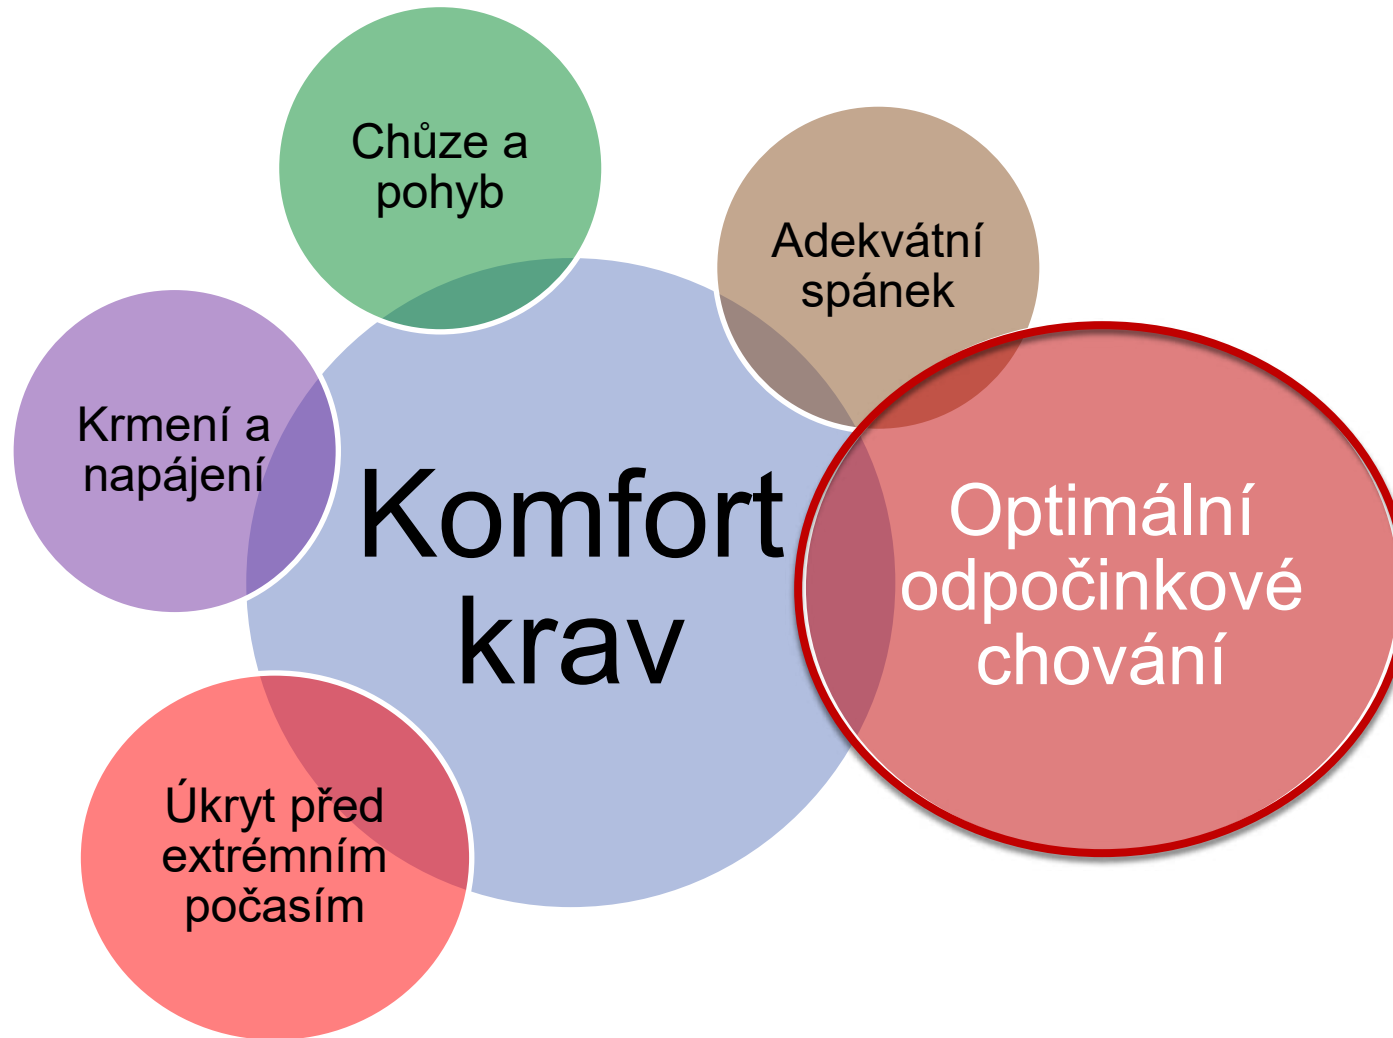 Chůze a
pohyb
Adekvátní
spánek
Krmení a
napájení
Komfort
krav
Optimální
odpočinkové
chování
Úkryt před
extrémním
počasím